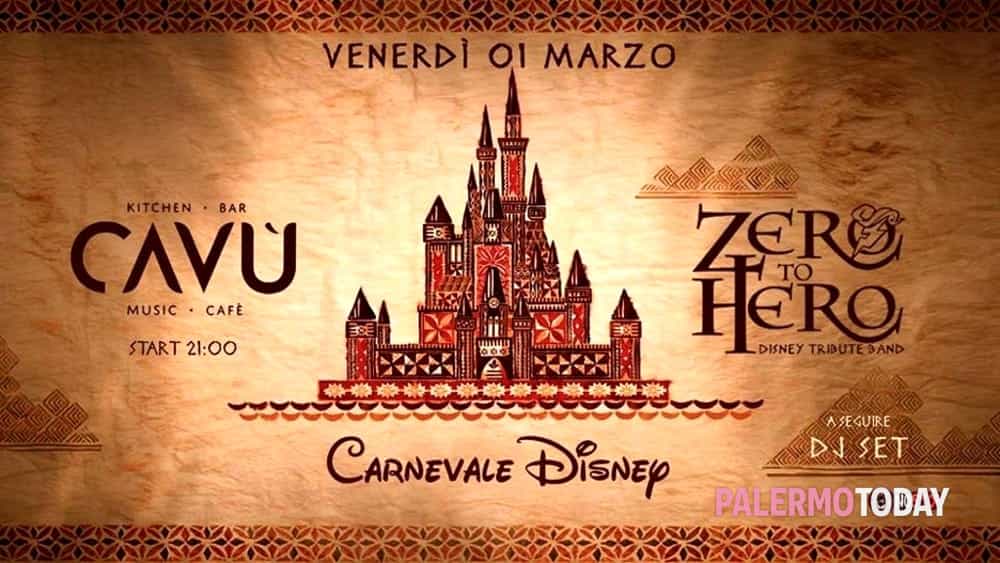 VENERDÌ 01 MARZO
KITCHEN · BAR
CAVÙ
MUSIC · CAFÈ
START 21:00
ZERO
TO
HERO
DISNEY TRIBUTE BAND
A SEGUIRE
DJ SET
CARNEVALE DISNEY
PALERMOTODAY